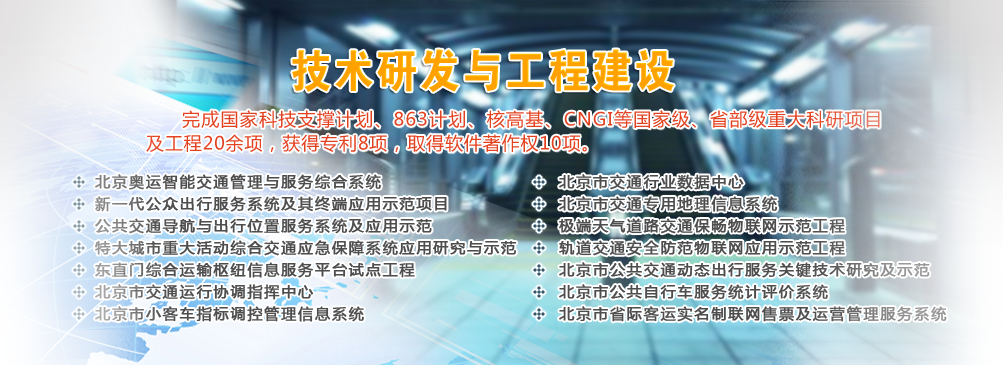 技术研发与工程建设
完成国家科技支撑计划、863计划、核高基、CNGI等国家级、省部级重大科研项目
及工程20余项，获得专利8项，取得软件著作权10项。
北京奥运智能交通管理与服务综合系统
新一代公众出行服务系统及其终端应用示范项目
公共交通导航与出行位置服务系统及应用示范
特大城市重大活动综合交通应急保障系统应用研究与示范
东直门综合运输枢纽信息服务平台试点工程
北京市交通运行协调指挥中心
北京市小客车指标调控管理信息系统
北京市交通行业数据中心
北京市交通专用地理信息系统
极端天气道路交通保畅物联网示范工程
轨道交通安全防范物联网应用示范工程
北京市公共交通动态出行服务关键技术研究及示范
北京市公共自行车服务统计评价系统
北京市省际客运实名制联网售票及运营管理服务系统